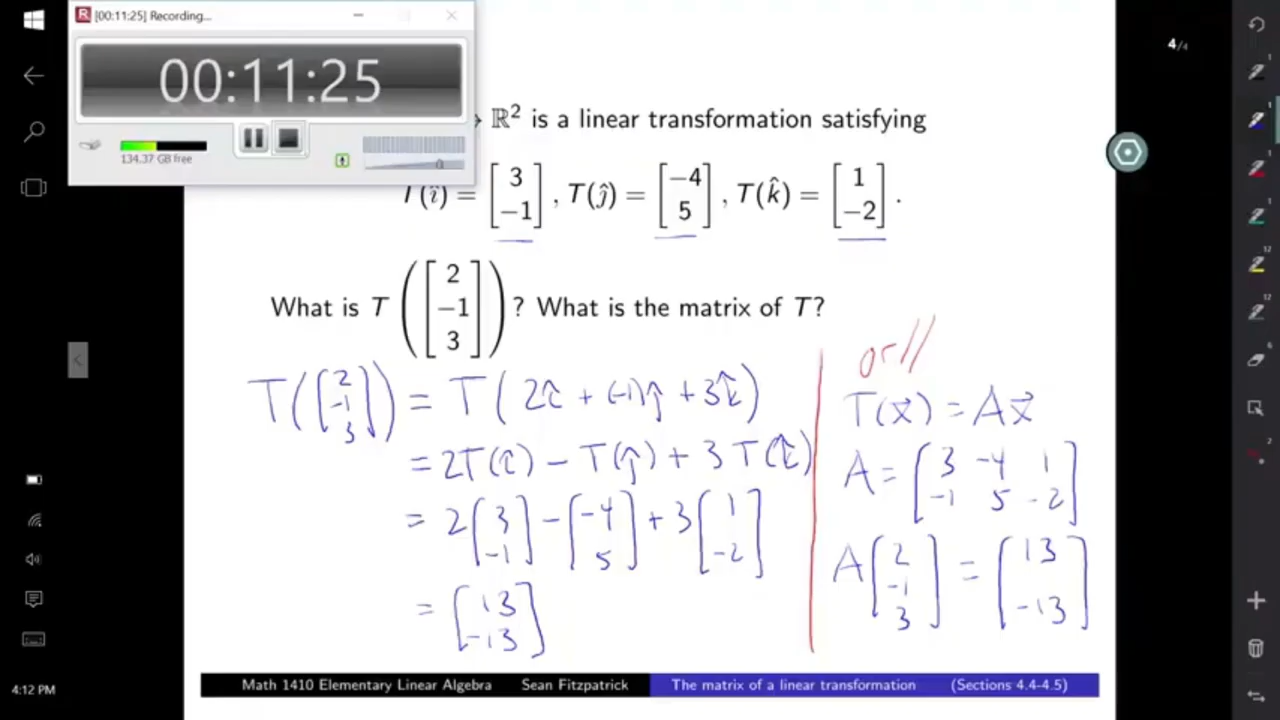 [00:11:25] Recording...
4/4
00:11:25
134.37 GB free
→ ℝ² is a linear transformation satisfying
T(î) = [3 -1], T(ĵ) = [-4 5], T(k̂) = [1 -2].
What is T([2 -1 3])? What is the matrix of T?
T([2 -1 3]) = T(2î + (-1)ĵ + 3k̂)
= 2T(î) - T(ĵ) + 3T(k̂)
= 2[3 -1] - [-4 5] + 3[1 -2]
= [13 -13]
or//
T(x⃗) = Ax⃗
A = [3 -4 1
-1 5 -2]
A[2 -1 3] = [13 -13]
Math 1410 Elementary Linear Algebra Sean Fitzpatrick The matrix of a linear transformation (Sections 4.4-4.5)
4:12 PM